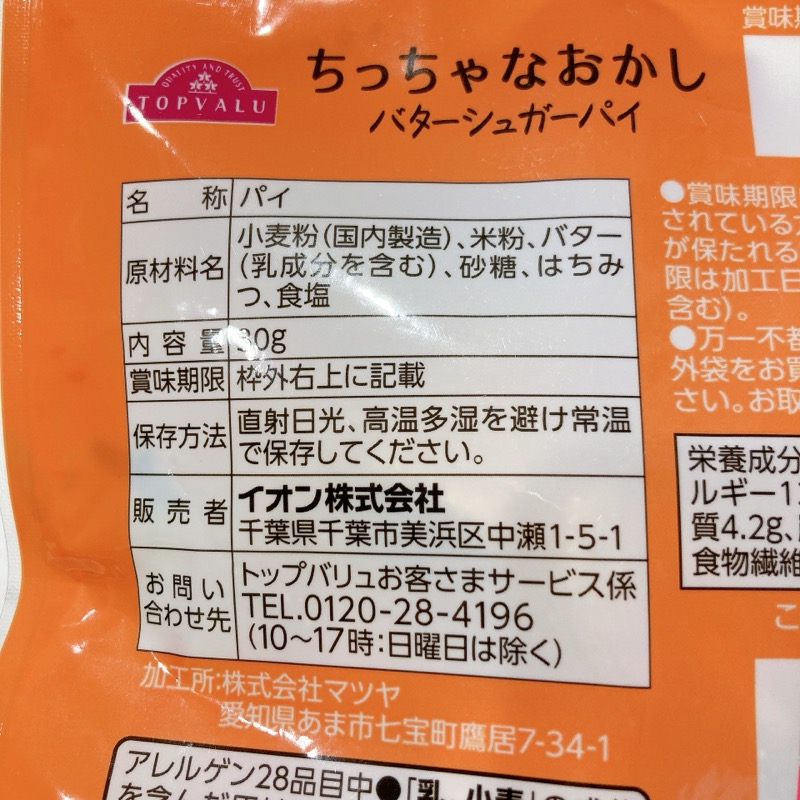 QUALITY AND TRUST
TOPVALU
ちっちゃなおかし
バターシュガーパイ
名称 パイ
原材料名 小麦粉(国内製造)、米粉、バター
(乳成分を含む)、砂糖、はちみ
つ、食塩
内容量 30g
賞味期限 枠外右上に記載
保存方法 直射日光、高温多湿を避け常温
で保存してください。
販売者 イオン株式会社
千葉県千葉市美浜区中瀬1-5-1
お問い
合わせ先
トップバリュお客さまサービス係
TEL.0120-28-4196
(10~17時:日曜日は除く)
加工所:株式会社マツヤ
愛知県あま市七宝町鷹居7-34-1
アレルゲン28品目中●「乳、小麦」
賞味
●賞味期限
されている
が保たれる
限は加工日
含む)。
●万一不都
外袋をお買
さい。お取
栄養成分
ルギー1
質4.2g、
食物繊維
こ